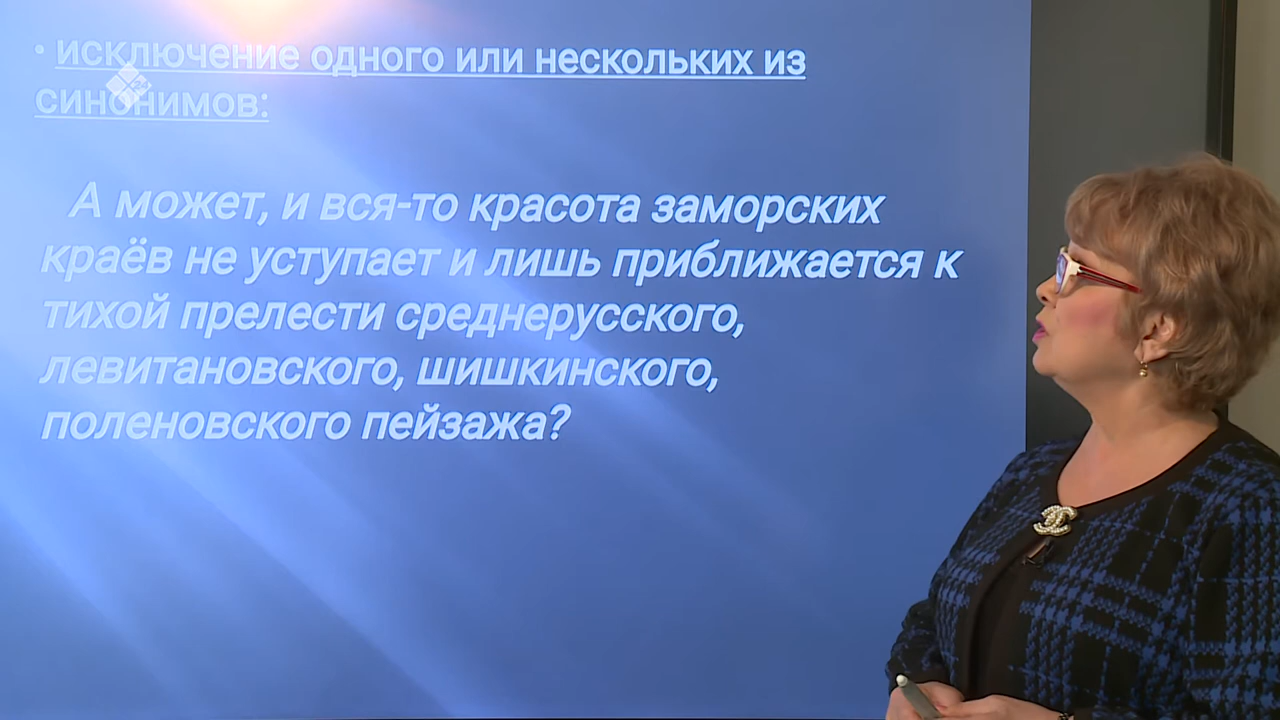 • исключение одного или нескольких из
синонимов:
А может, и вся-то красота заморских
краёв не уступает и лишь приближается к
тихой прелести среднерусского,
левитановского, шишкинского,
поленовского пейзажа?